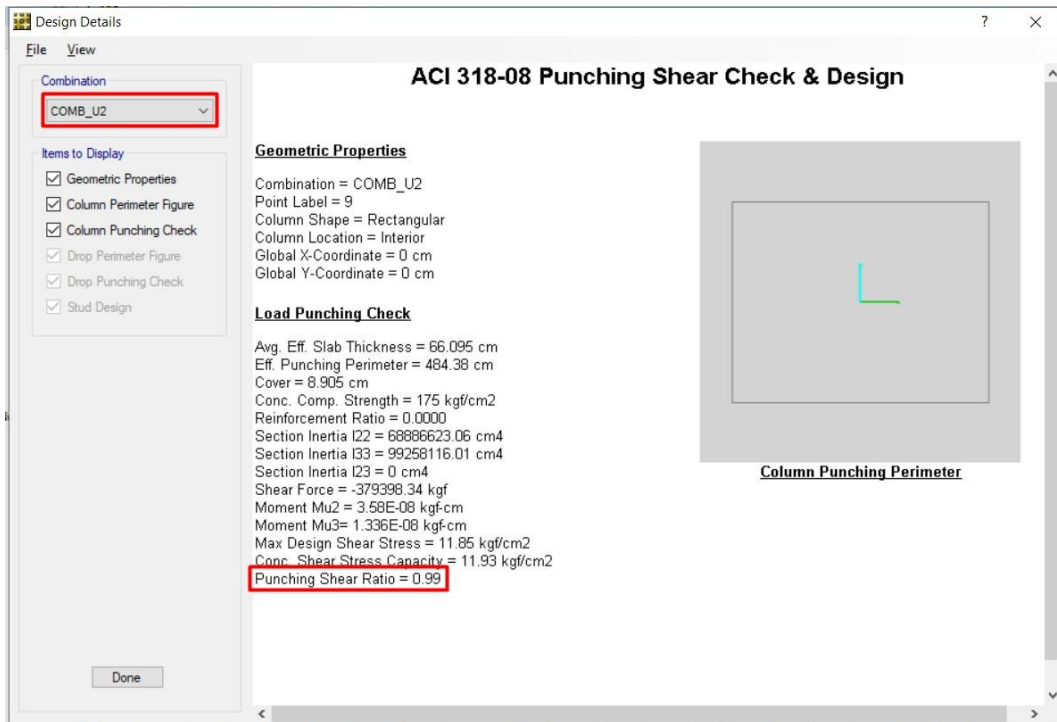 Design Details
File View
Combination
COMB_U2
Items to Display
Geometric Properties
Column Perimeter Figure
Column Punching Check
Drop Perimeter Figure
Drop Punching Check
Stud Design
Done
ACI 318-08 Punching Shear Check & Design
Geometric Properties
Combination = COMB_U2
Point Label = 9
Column Shape = Rectangular
Column Location = Interior
Global X-Coordinate = 0 cm
Global Y-Coordinate = 0 cm
Load Punching Check
Avg. Eff. Slab Thickness = 66.095 cm
Eff. Punching Perimeter = 484.38 cm
Cover = 8.905 cm
Conc. Comp. Strength = 175 kgf/cm2
Reinforcement Ratio = 0.0000
Section Inertia I22 = 68886623.06 cm4
Section Inertia I33 = 99258116.01 cm4
Section Inertia I23 = 0 cm4
Shear Force = -379398.34 kgf
Moment Mu2 = 3.58E-08 kgf-cm
Moment Mu3= 1.336E-08 kgf-cm
Max Design Shear Stress = 11.85 kgf/cm2
Conc. Shear Stress Capacity = 11.93 kgf/cm2
Punching Shear Ratio = 0.99
Column Punching Perimeter